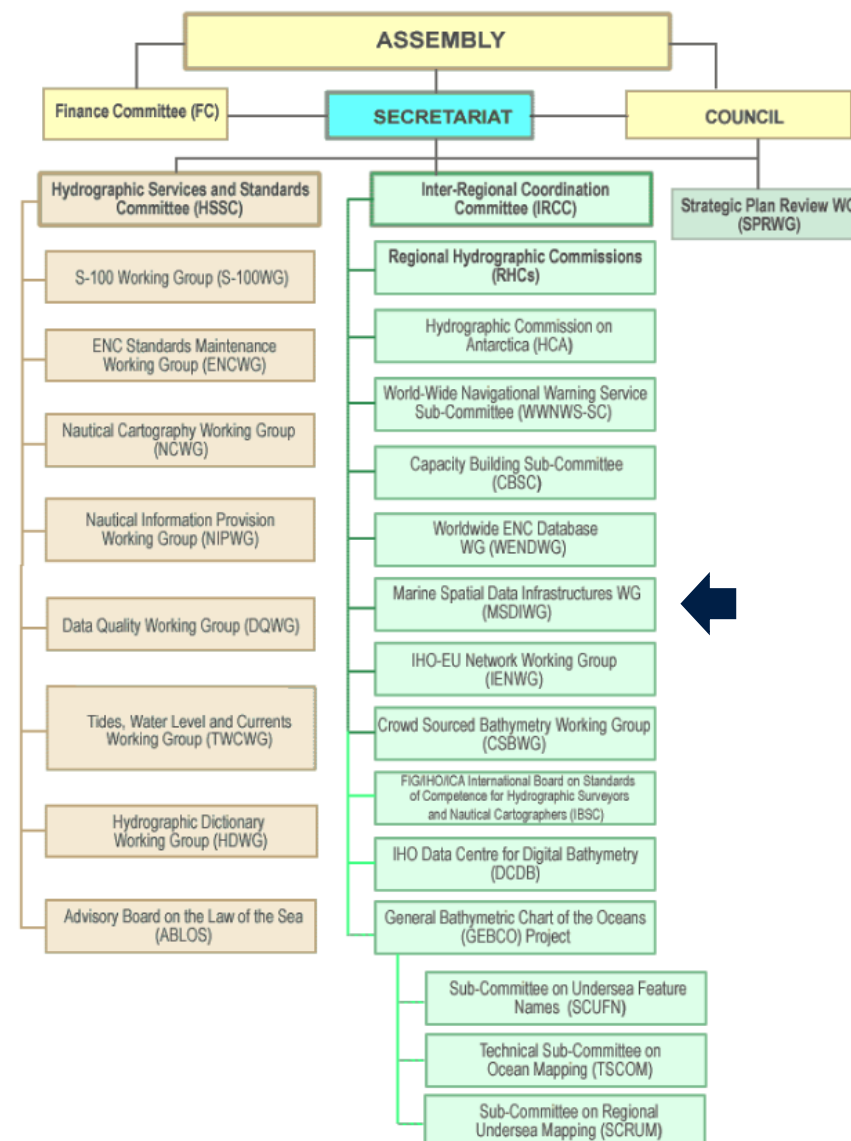 ASSEMBLY
Finance Committee (FC)
SECRETARIAT
COUNCIL
Hydrographic Services and Standards
Committee (HSSC)
Inter-Regional Coordination
Committee (IRCC)
Strategic Plan Review WG
(SPRWG)
S-100 Working Group (S-100WG)
ENC Standards Maintenance
Working Group (ENCWG)
Nautical Cartography Working Group
(NCWG)
Nautical Information Provision
Working Group (NIPWG)
Data Quality Working Group (DQWG)
Tides, Water Level and Currents
Working Group (TWCWG)
Hydrographic Dictionary
Working Group (HDWG)
Advisory Board on the Law of the Sea
(ABLOS)
Regional Hydrographic Commissions
(RHCs)
Hydrographic Commission on
Antarctica (HCA)
World-Wide Navigational Warning Service
Sub-Committee (WWNWS-SC)
Capacity Building Sub-Committee
(CBSC)
Worldwide ENC Database
WG (WENDWG)
Marine Spatial Data Infrastructures WG
(MSDIWG)
IHO-EU Network Working Group
(IENWG)
Crowd Sourced Bathymetry Working Group
(CSBWG)
FIG/IHO/ICA International Board on Standards
of Competence for Hydrographic Surveyors
and Nautical Cartographers (IBSC)
IHO Data Centre for Digital Bathymetry
(DCDB)
General Bathymetric Chart of the Oceans
(GEBCO) Project
Sub-Committee on Undersea Feature
Names (SCUFN)
Technical Sub-Committee on
Ocean Mapping (TSCOM)
Sub-Committee on Regional
Undersea Mapping (SCRUM)